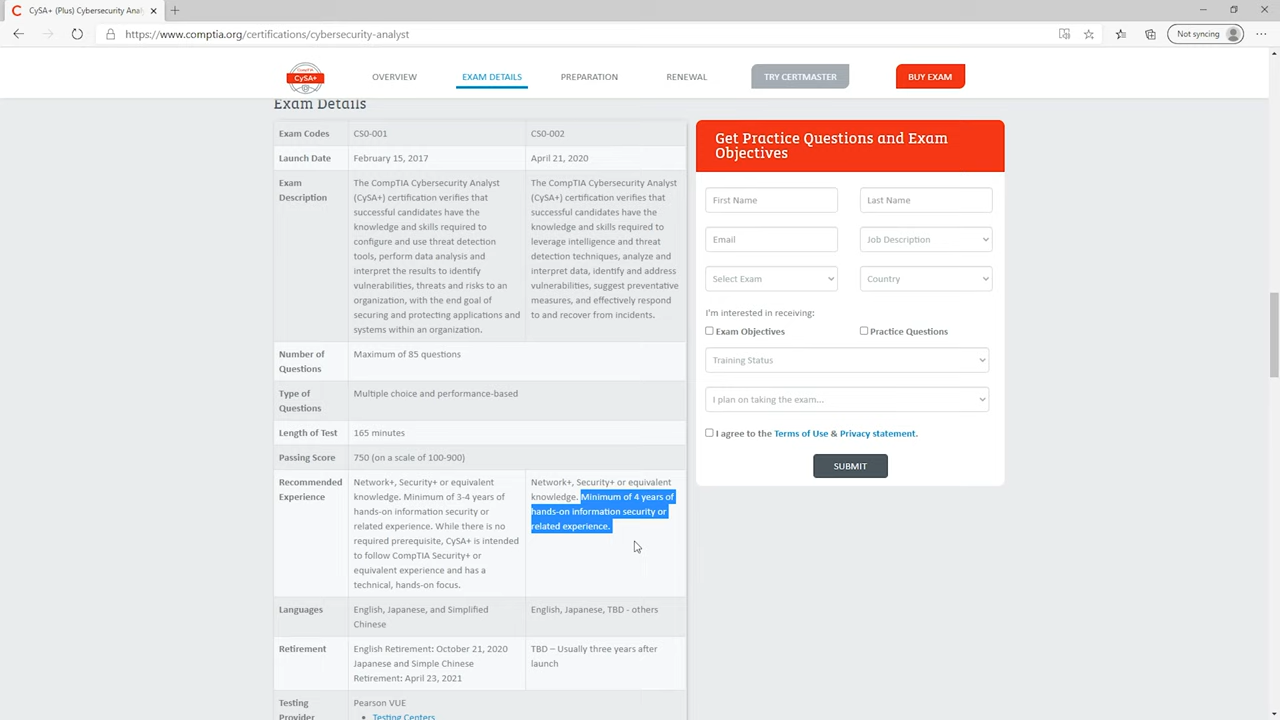 CySA+ (Plus) Cybersecurity Analy
https://www.comptia.org/certifications/cybersecurity-analyst
Not syncing
CySA+
OVERVIEW
EXAM DETAILS
PREPARATION
RENEWAL
TRY CERTMASTER
BUY EXAM
Exam Details
Exam Codes
CS0-001
CS0-002
Launch Date
February 15, 2017
April 21, 2020
Exam
Description
The CompTIA Cybersecurity Analyst
(CySA+) certification verifies that
successful candidates have the
knowledge and skills required to
configure and use threat detection
tools, perform data analysis and
interpret the results to identify
vulnerabilities, threats and risks to an
organization, with the end goal of
securing and protecting applications and
systems within an organization.
The CompTIA Cybersecurity Analyst
(CySA+) certification verifies that
successful candidates have the
knowledge and skills required to
leverage intelligence and threat
detection techniques, analyze and
interpret data, identify and address
vulnerabilities, suggest preventative
measures, and effectively respond
to and recover from incidents.
Number of
Questions
Maximum of 85 questions
Type of
Questions
Multiple choice and performance-based
Length of Test
165 minutes
Passing Score
750 (on a scale of 100-900)
Recommended
Experience
Network+, Security+ or equivalent
knowledge. Minimum of 3-4 years of
hands-on information security or
related experience. While there is no
required prerequisite, CySA+ is intended
to follow CompTIA Security+ or
equivalent experience and has a
technical, hands-on focus.
Network+, Security+ or equivalent
knowledge. Minimum of 4 years of
hands-on information security or
related experience.
Languages
English, Japanese, and Simplified
Chinese
English, Japanese, TBD - others
Retirement
English Retirement: October 21, 2020
Japanese and Simple Chinese
Retirement: April 23, 2021
TBD – Usually three years after
launch
Testing
Provider
Pearson VUE
Testing Centers
Get Practice Questions and Exam
Objectives
First Name
Last Name
Email
Job Description
Select Exam
Country
I'm interested in receiving:
Exam Objectives
Practice Questions
Training Status
I plan on taking the exam...
I agree to the Terms of Use & Privacy statement.
SUBMIT